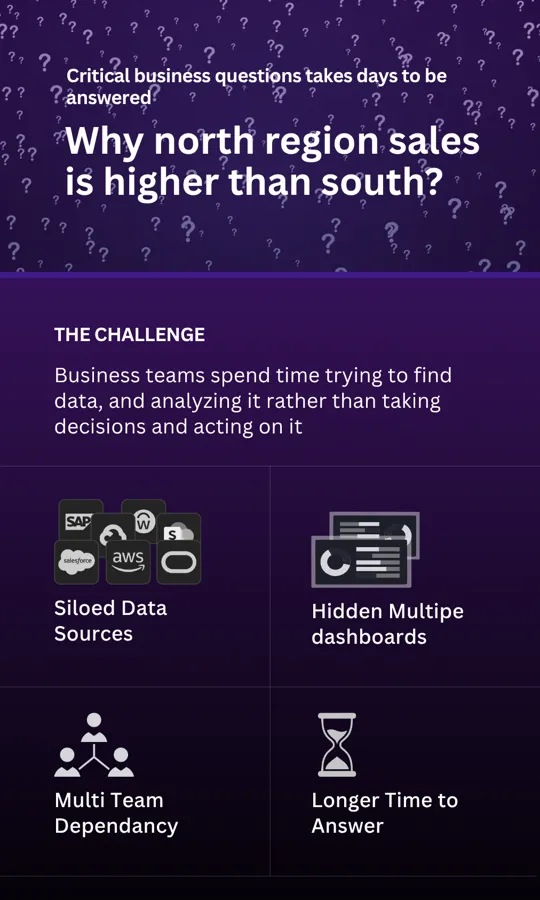 Critical business questions takes days to be
answered
Why north region sales
is higher than south?
THE CHALLENGE
Business teams spend time trying to find
data, and analyzing it rather than taking
decisions and acting on it
SAP
W
S
salesforce
aws
Siloed Data
Sources
Hidden Multipe
dashboards
Multi Team
Dependancy
Longer Time to
Answer